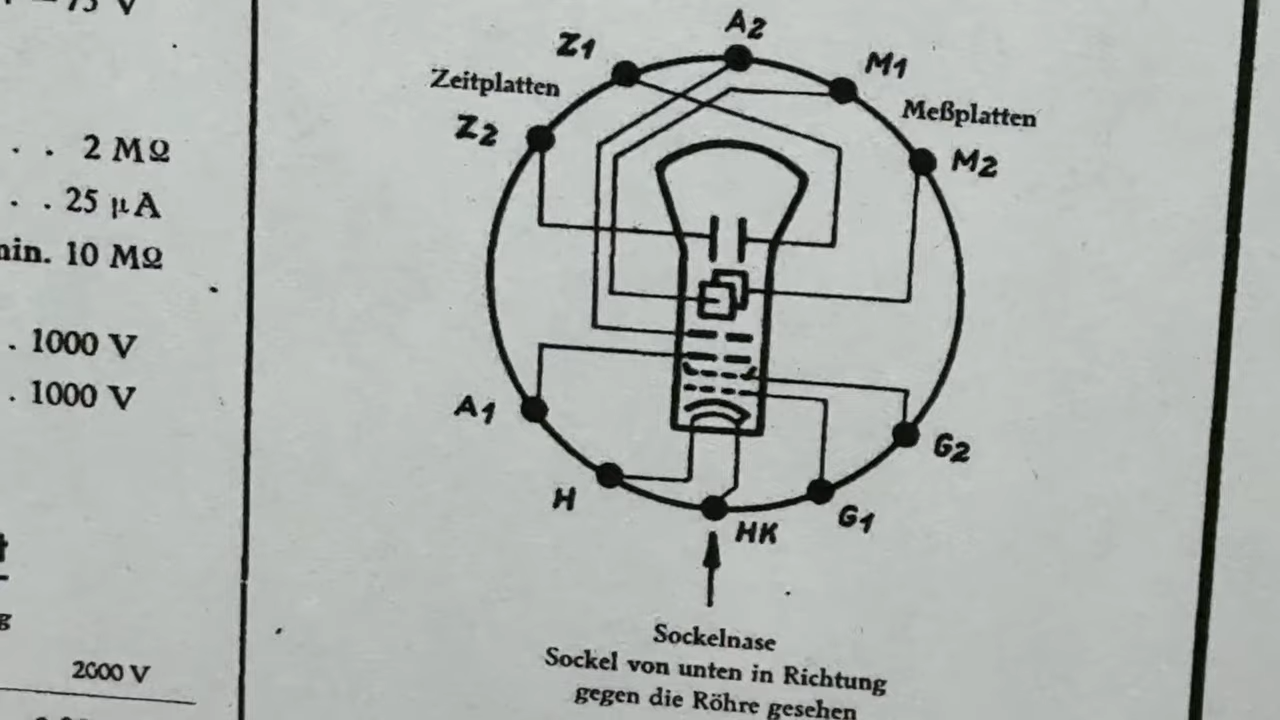 75 V
. . 2 MΩ
. . 25 μA
min. 10 MΩ
. 1000 V
. 1000 V
2000 V
A2
Z1
M1
Zeitplatten
Meßplatten
Z2
M2
A1
G2
H
G1
HK
Sockelnase
Sockel von unten in Richtung
gegen die Röhre gesehen